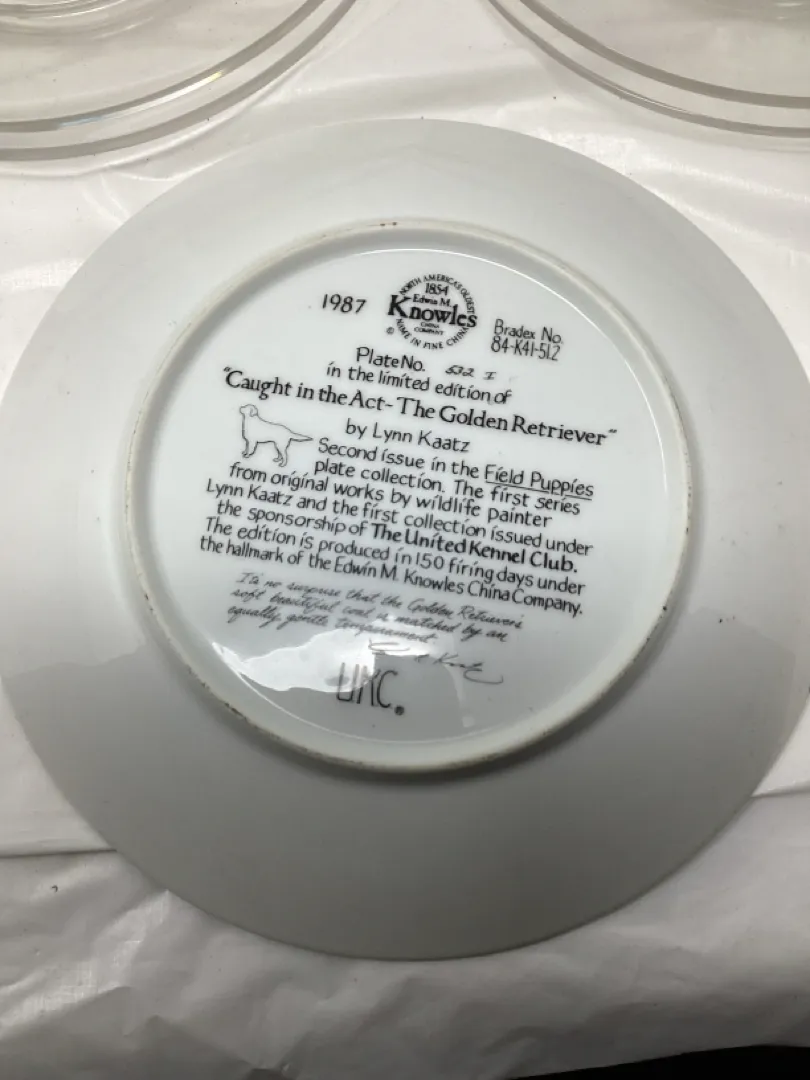 1987
NORTH AMERICA'S OLDEST
1854
Edwin M.
Knowles
CHINA
COMPANY
© NAME IN FINE CHINA
Bradex No.
84-K41-512
Plate No. 532 I
in the limited edition of
"Caught in the Act-The Golden Retriever"
by Lynn Kaatz
Second issue in the Field Puppies
plate collection. The first series
from original works by wildlife painter
Lynn Kaatz and the first collection issued under
the sponsorship of The United Kennel Club.
The edition is produced in 150 firing days under
the hallmark of the Edwin M. Knowles China Company.
It's no surprise that the Golden Retriever's
soft beautiful coat is matched by an
equally gentle temperament.
UKC®